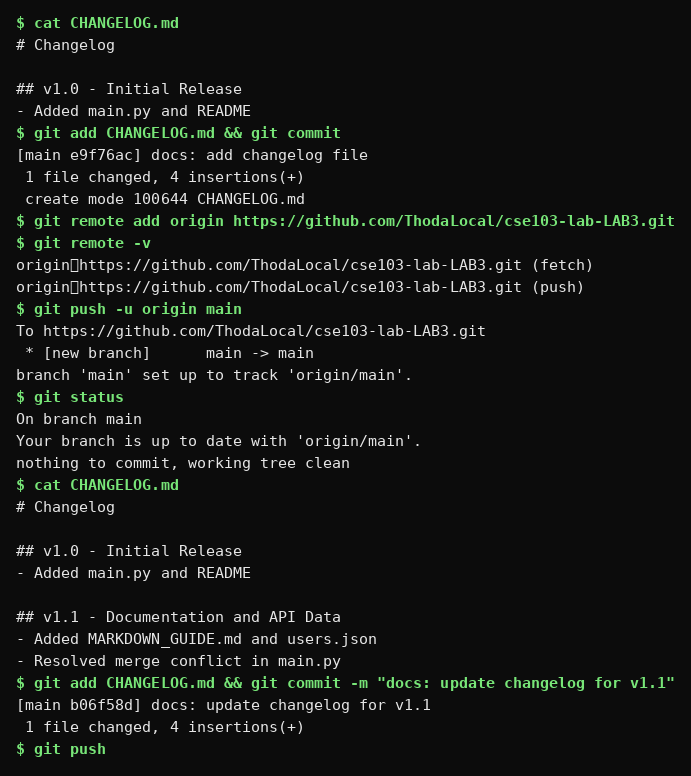 $ cat CHANGELOG.md
# Changelog
## v1.0 - Initial Release
- Added main.py and README
$ git add CHANGELOG.md && git commit
[main e9f76ac] docs: add changelog file
1 file changed, 4 insertions(+)
create mode 100644 CHANGELOG.md
$ git remote add origin https://github.com/ThodaLocal/cse103-lab-LAB3.git
$ git remote -v
origin▯https://github.com/ThodaLocal/cse103-lab-LAB3.git (fetch)
origin▯https://github.com/ThodaLocal/cse103-lab-LAB3.git (push)
$ git push -u origin main
To https://github.com/ThodaLocal/cse103-lab-LAB3.git
* [new branch]      main -> main
branch 'main' set up to track 'origin/main'.
$ git status
On branch main
Your branch is up to date with 'origin/main'.
nothing to commit, working tree clean
$ cat CHANGELOG.md
# Changelog
## v1.0 - Initial Release
- Added main.py and README
## v1.1 - Documentation and API Data
- Added MARKDOWN_GUIDE.md and users.json
- Resolved merge conflict in main.py
$ git add CHANGELOG.md && git commit -m "docs: update changelog for v1.1"
[main b06f58d] docs: update changelog for v1.1
1 file changed, 4 insertions(+)
$ git push